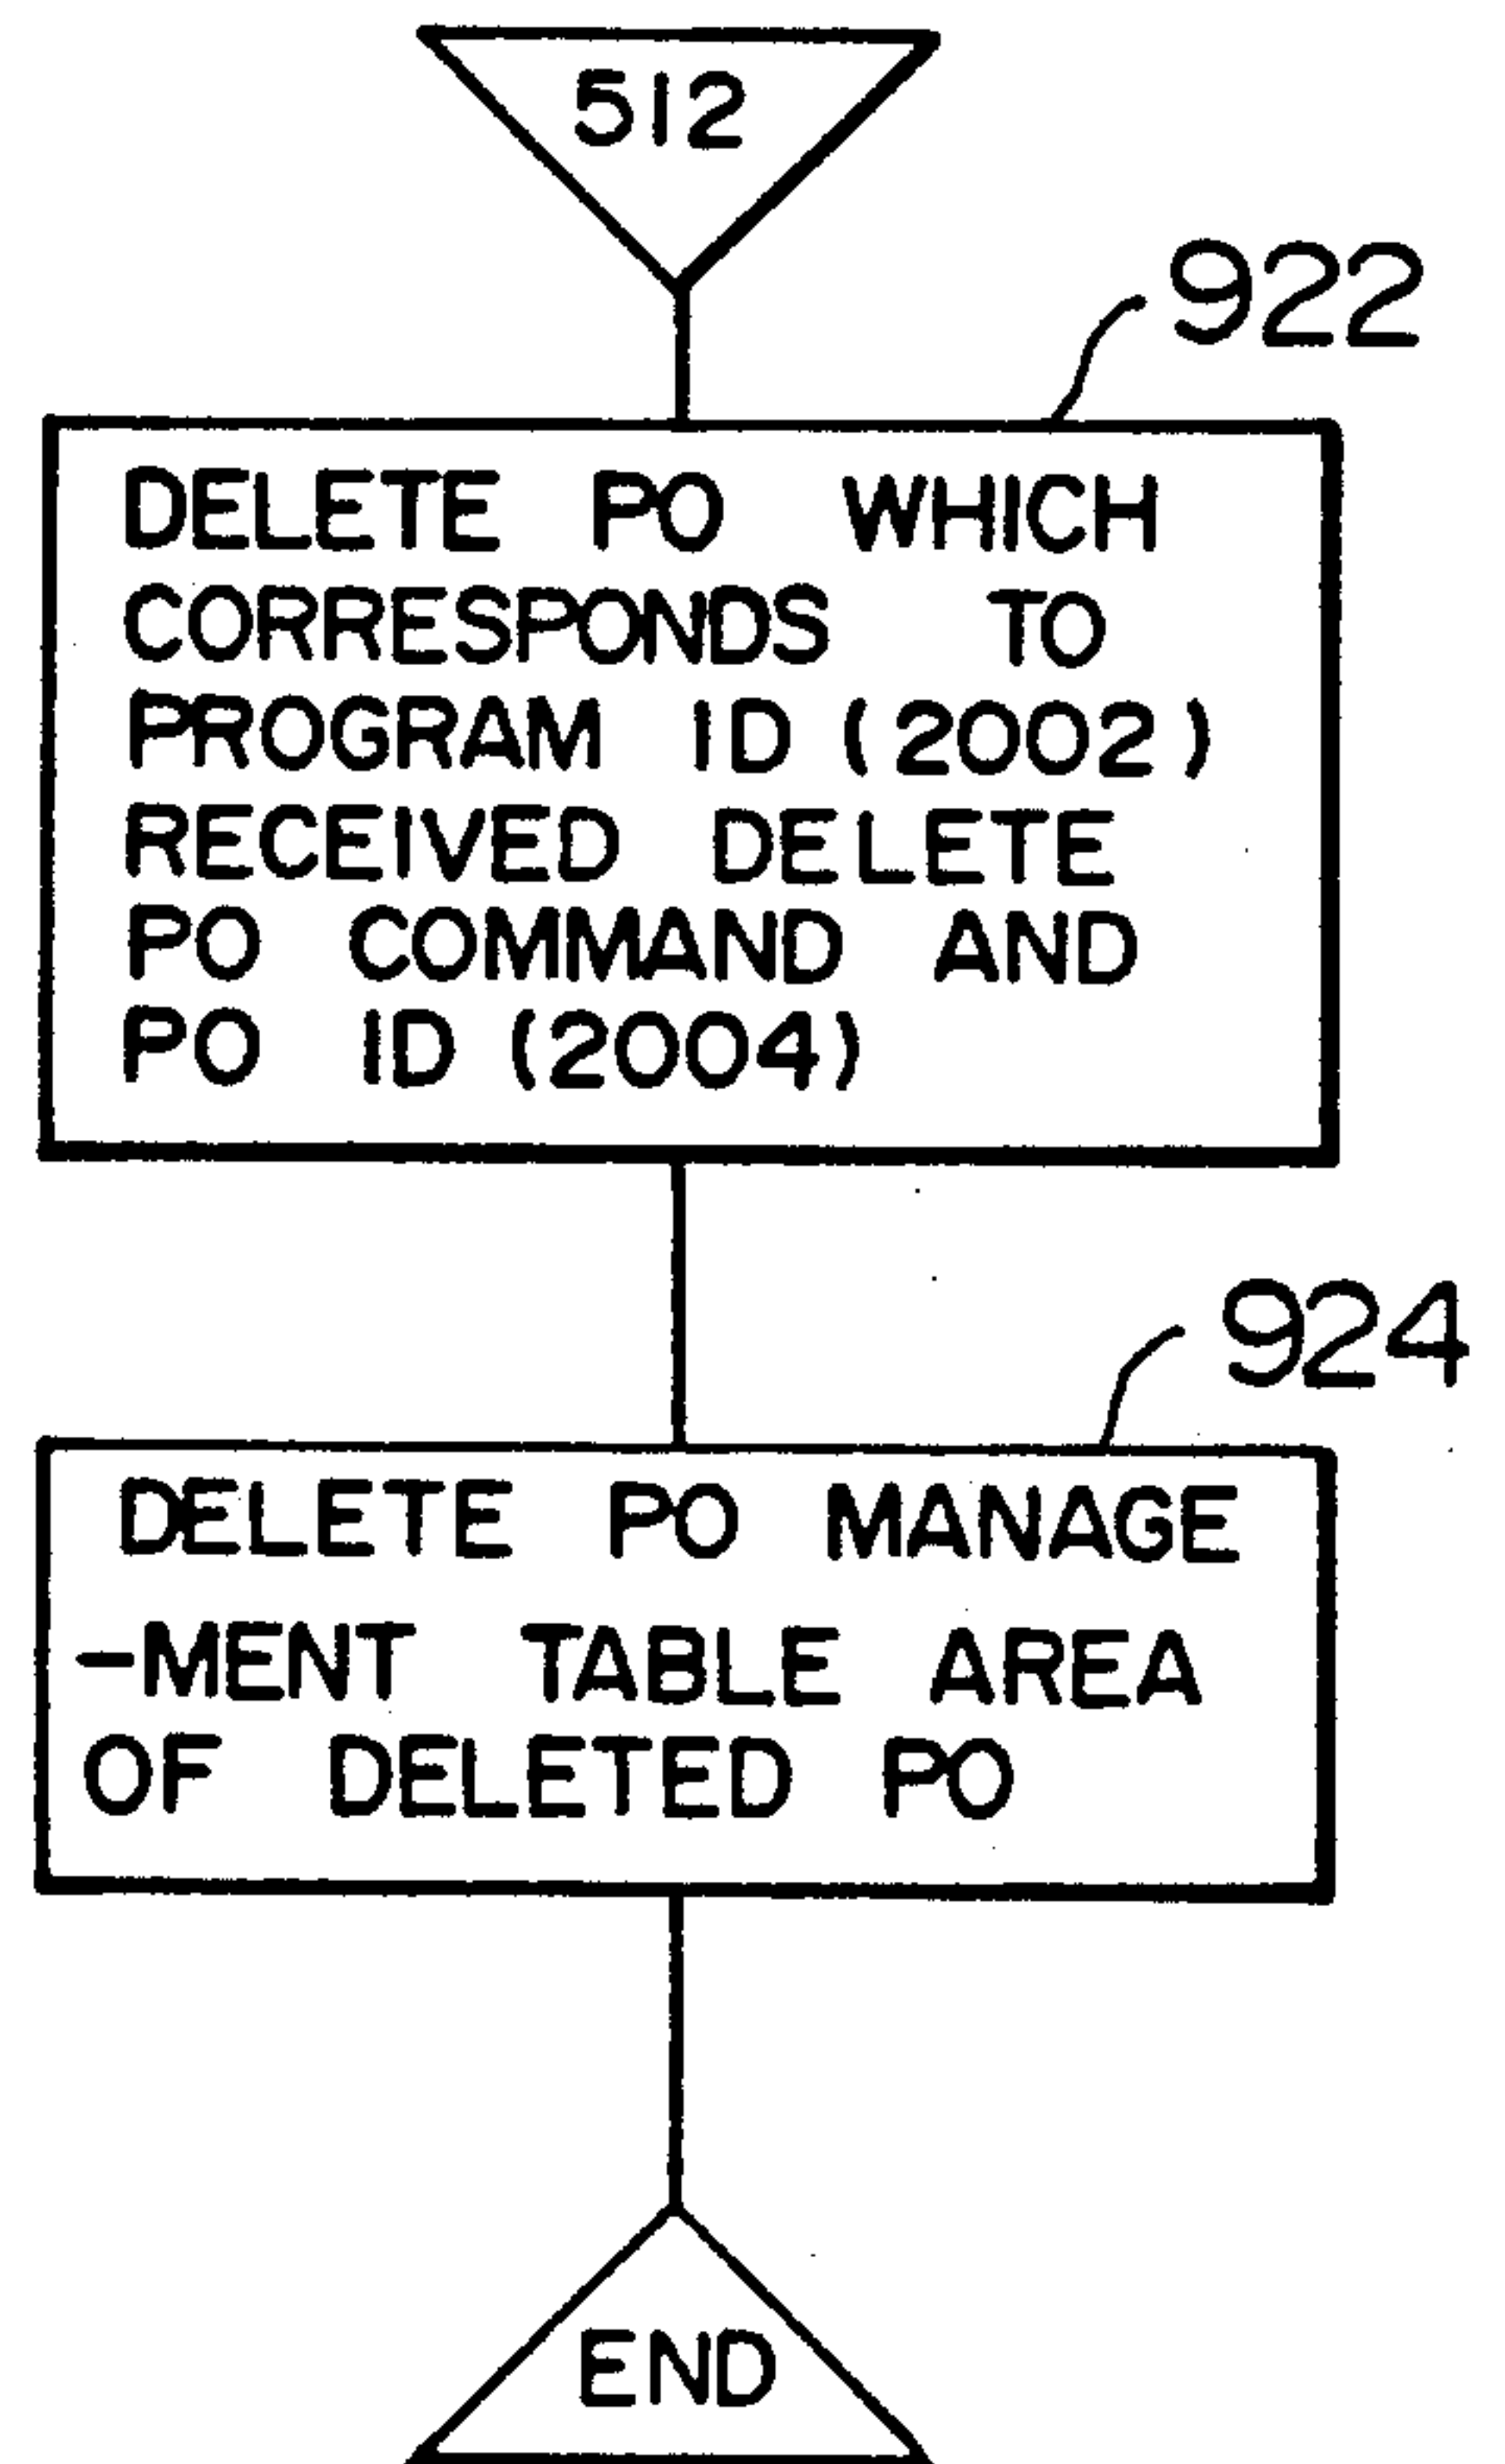 512
922
DELETE PO WHICH
CORRESPONDS TO
PROGRAM ID (2002)
RECEIVED DELETE
PO COMMAND AND
PO ID (2004)
924
DELETE PO MANAGE
-MENT TABLE AREA
OF DELETED PO
END